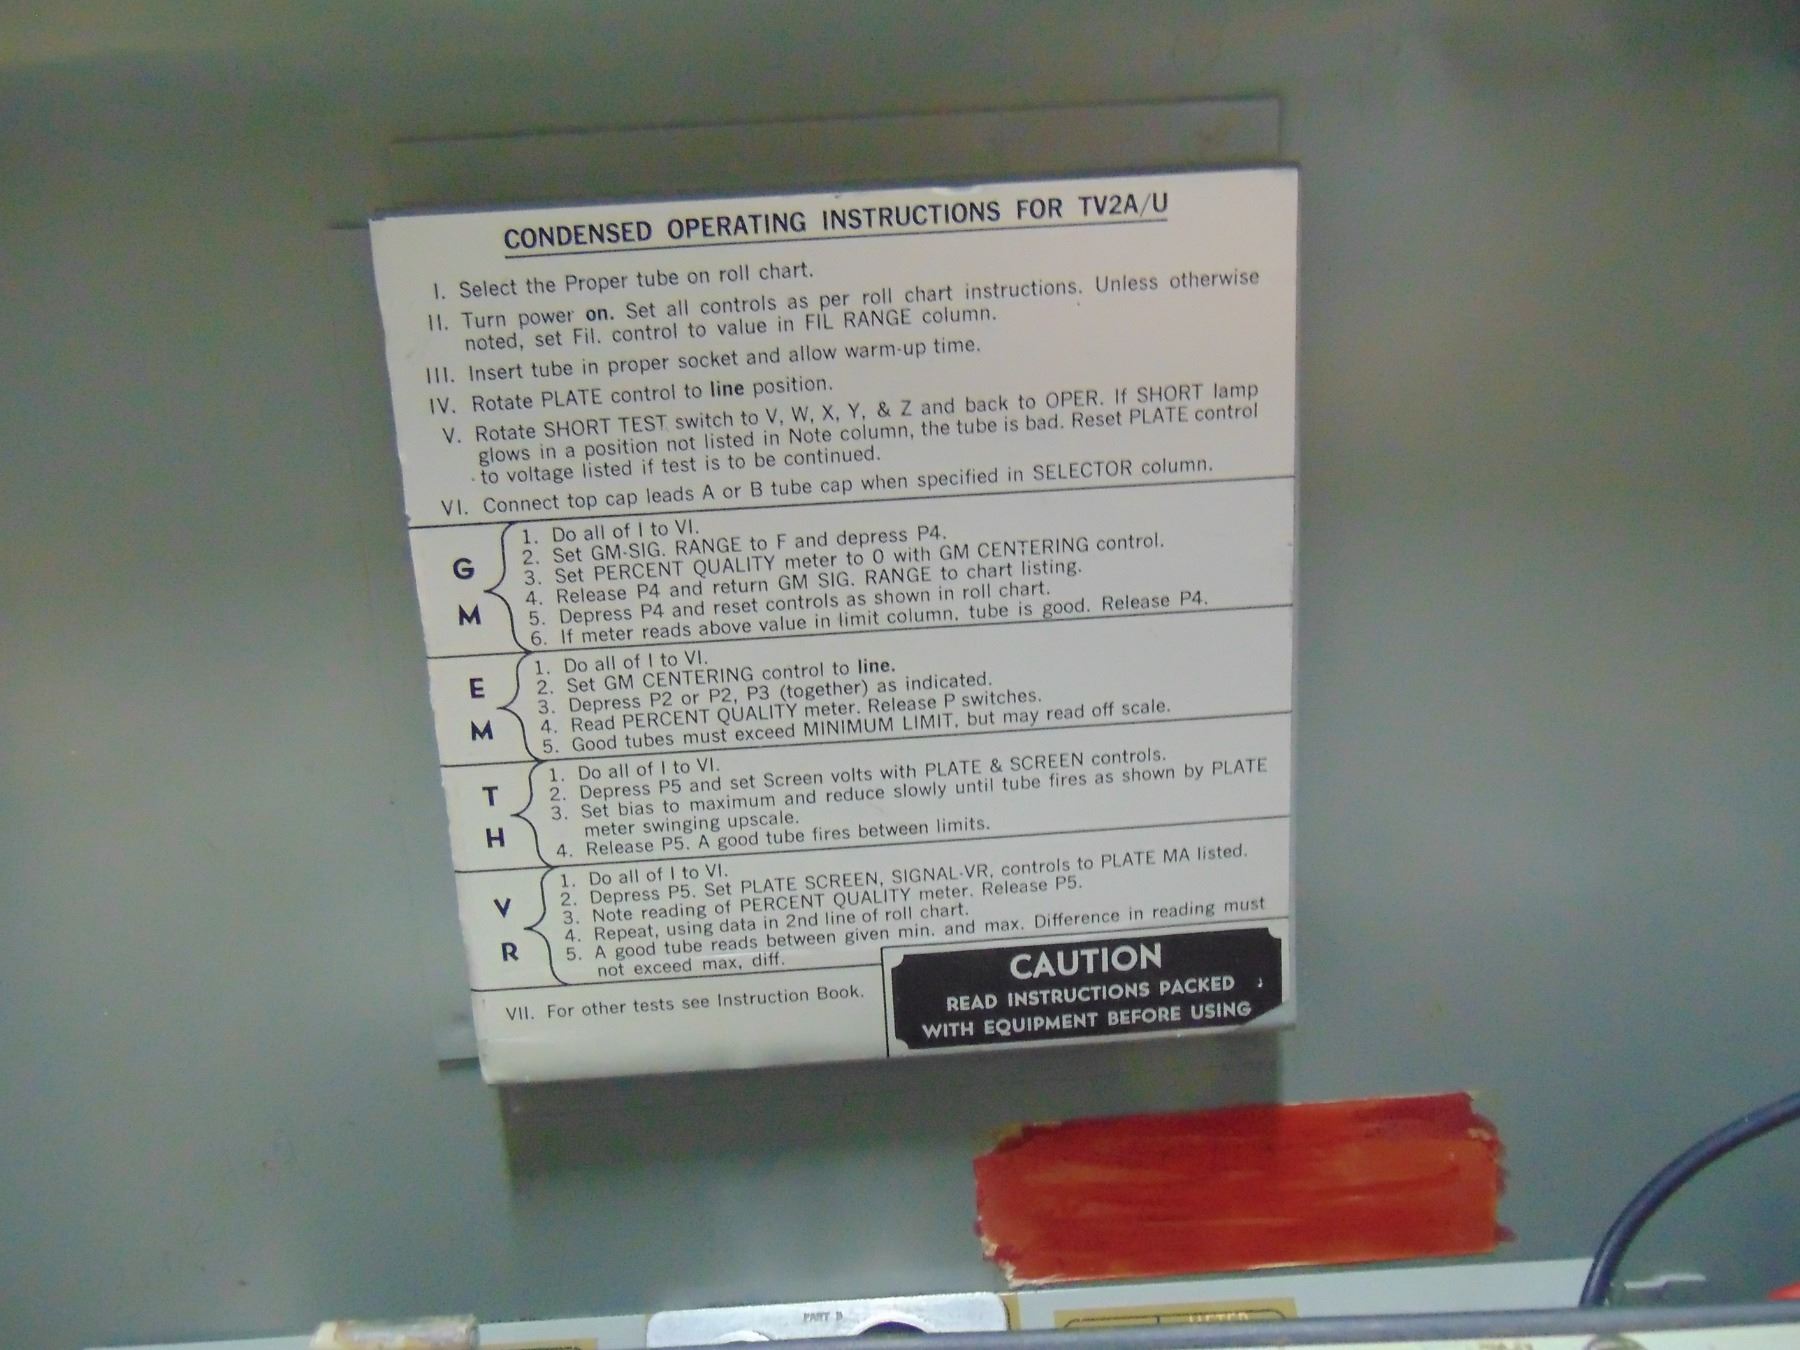 CONDENSED OPERATING INSTRUCTIONS FOR TV2A/U
I. Select the Proper tube on roll chart.
II. Turn power on. Set all controls as per roll chart instructions. Unless otherwise
noted, set Fil. control to value in FIL RANGE column.
III. Insert tube in proper socket and allow warm-up time.
IV. Rotate PLATE control to line position.
V. Rotate SHORT TEST switch to V, W, X, Y, & Z and back to OPER. If SHORT lamp
glows in a position not listed in Note column, the tube is bad. Reset PLATE control
to voltage listed if test is to be continued.
VI. Connect top cap leads A or B tube cap when specified in SELECTOR column.
G
M
1. Do all of I to VI.
2. Set GM-SIG. RANGE to F and depress P4.
3. Set PERCENT QUALITY meter to 0 with GM CENTERING control.
4. Release P4 and return GM SIG. RANGE to chart listing.
5. Depress P4 and reset controls as shown in roll chart.
6. If meter reads above value in limit column, tube is good. Release P4.
E
M
1. Do all of I to VI.
2. Set GM CENTERING control to line.
3. Depress P2 or P2, P3 (together) as indicated.
4. Read PERCENT QUALITY meter. Release P switches.
5. Good tubes must exceed MINIMUM LIMIT, but may read off scale.
T
H
1. Do all of I to VI.
2. Depress P5 and set Screen volts with PLATE & SCREEN controls.
3. Set bias to maximum and reduce slowly until tube fires as shown by PLATE
meter swinging upscale.
4. Release P5. A good tube fires between limits.
V
R
1. Do all of I to VI.
2. Depress P5. Set PLATE SCREEN, SIGNAL-VR, controls to PLATE MA listed.
3. Note reading of PERCENT QUALITY meter. Release P5.
4. Repeat, using data in 2nd line of roll chart.
5. A good tube reads between given min. and max. Difference in reading must
not exceed max, diff.
VII. For other tests see Instruction Book.
CAUTION
READ INSTRUCTIONS PACKED
WITH EQUIPMENT BEFORE USING
PART